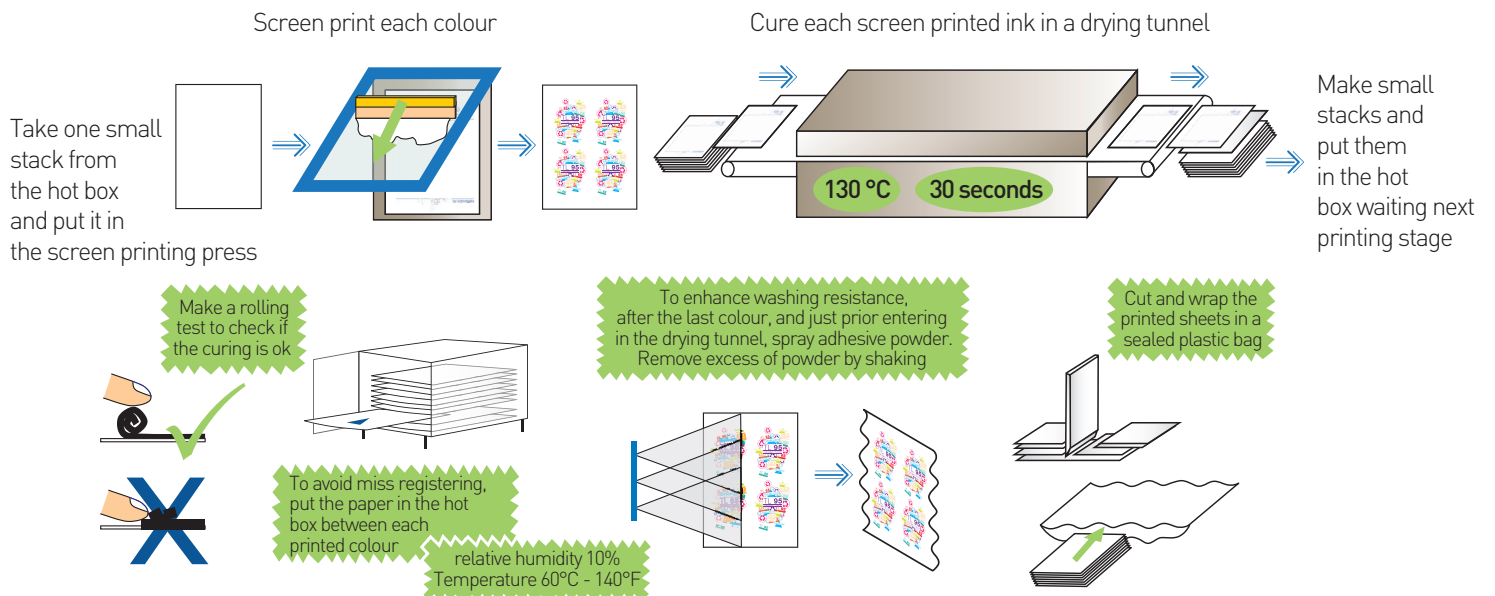 Screen print each colour
Cure each screen printed ink in a drying tunnel
Take one small
stack from
the hot box
and put it in
the screen printing press
130 °C
30 seconds
Make small
stacks and
put them
in the hot
box waiting next
printing stage
Make a rolling
test to check if
the curing is ok
To avoid miss registering,
put the paper in the hot
box between each
printed colour
relative humidity 10%
Temperature 60°C - 140°F
To enhance washing resistance,
after the last colour, and just prior entering
in the drying tunnel, spray adhesive powder.
Remove excess of powder by shaking
Cut and wrap the
printed sheets in a
sealed plastic bag